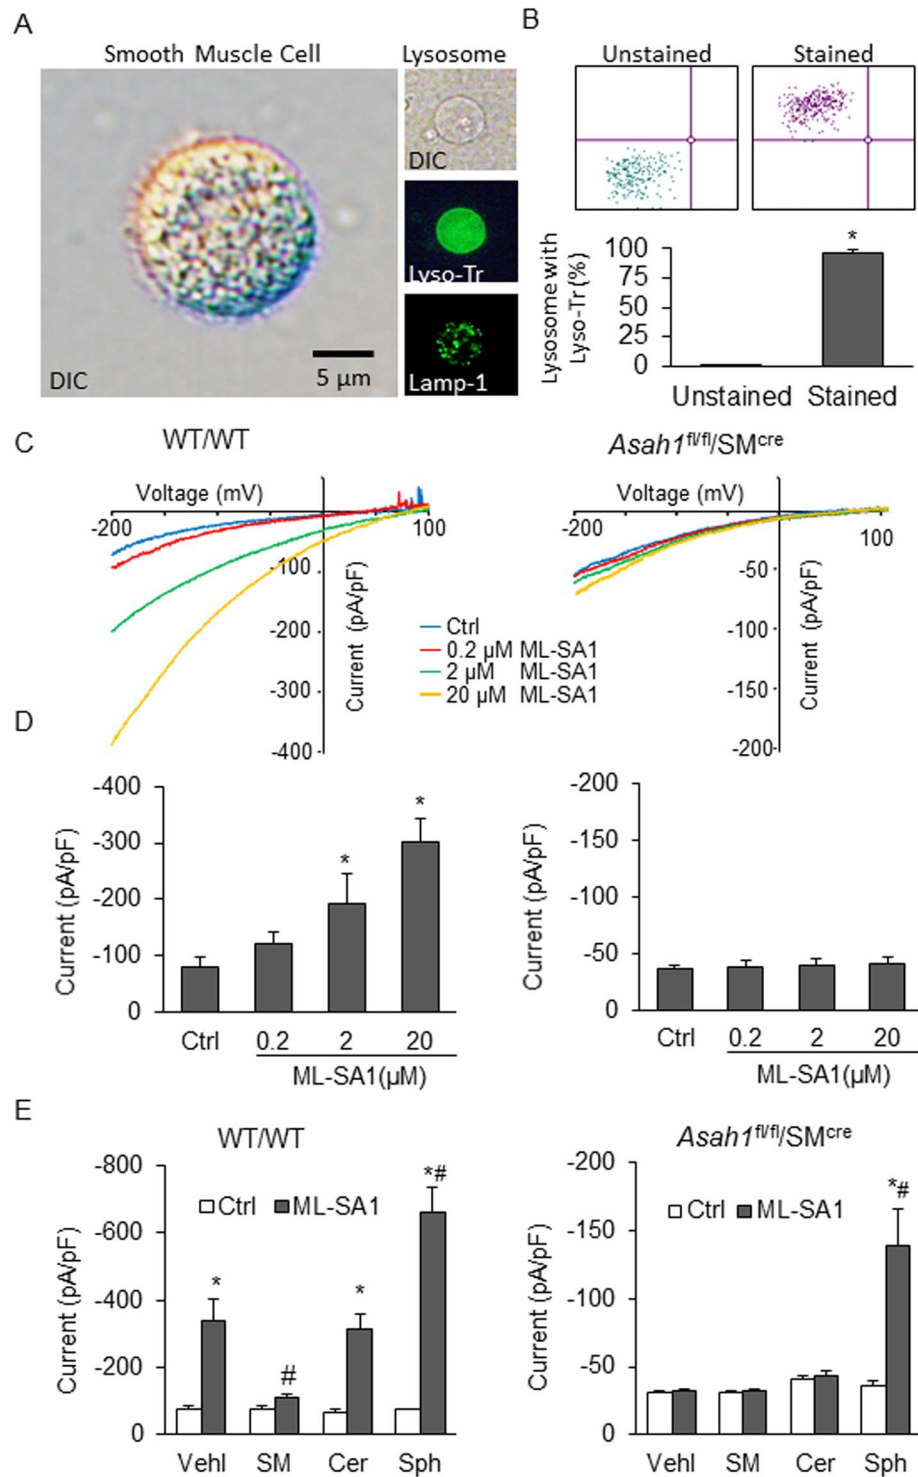 A
B
Smooth Muscle Cell
Lysosome
Unstained
Stained
DIC
DIC
5 µm
Lyso-Tr
Lamp-1
Lysosome with
Lyso-Tr (%)
100
75
50
25
0
*
Unstained
Stained
C
WT/WT
Asah1fl/fl/SMcre
Voltage (mV)
-200
100
-100
-200
-300
-400
Current (pA/pF)
Ctrl
0.2 µM ML-SA1
2 µM ML-SA1
20 µM ML-SA1
Voltage (mV)
-200
100
-50
-100
-150
-200
Current (pA/pF)
D
Current (pA/pF)
-400
-300
-200
-100
0
*
*
Ctrl
0.2
2
20
ML-SA1(µM)
Current (pA/pF)
-200
-150
-100
-50
0
Ctrl
0.2
2
20
ML-SA1(µM)
E
WT/WT
Current (pA/pF)
-800
-600
-400
-200
0
Ctrl
ML-SA1
*
#
*
*#
Vehl
SM
Cer
Sph
Asah1fl/fl/SMcre
Current (pA/pF)
-200
-150
-100
-50
0
Ctrl
ML-SA1
*#
Vehl
SM
Cer
Sph